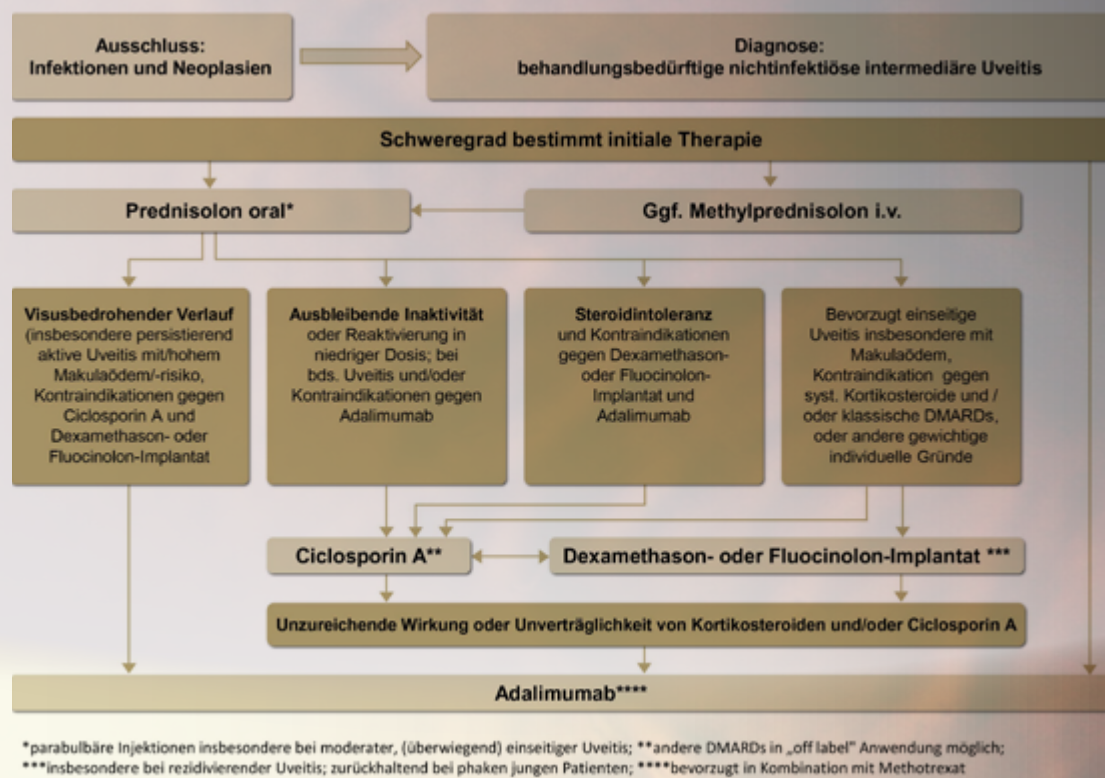 Ausschluss:
Infektionen und Neoplasien
Diagnose:
behandlungsbedürftige nichtinfektiöse intermediäre Uveitis
Schweregrad bestimmt initiale Therapie
Prednisolon oral*
Ggf. Methylprednisolon i.v.
Visusbedrohender Verlauf
(insbesondere persistierend
aktive Uveitis mit/hohem
Makulaödem/-risiko,
Kontraindikationen gegen
Ciclosporin A und
Dexamethason- oder
Fluocinolon-Implantat
Ausbleibende Inaktivität
oder Reaktivierung in
niedriger Dosis; bei
bds. Uveitis und/oder
Kontraindikationen gegen
Adalimumab
Steroidintoleranz
und Kontraindikationen
gegen Dexamethason-
oder Fluocinolon-
Implantat und
Adalimumab
Bevorzugt einseitige
Uveitis insbesondere mit
Makulaödem,
Kontraindikation gegen
syst. Kortikosteroide und /
oder klassische DMARDs,
oder andere gewichtige
individuelle Gründe
Ciclosporin A**
Dexamethason- oder Fluocinolon-Implantat ***
Unzureichende Wirkung oder Unverträglichkeit von Kortikosteroiden und/oder Ciclosporin A
Adalimumab****
*parabulbäre Injektionen insbesondere bei moderater, (überwiegend) einseitiger Uveitis; **andere DMARDs in „off label" Anwendung möglich;
***insbesondere bei rezidivierender Uveitis; zurückhaltend bei phaken jungen Patienten; ****bevorzugt in Kombination mit Methotrexat